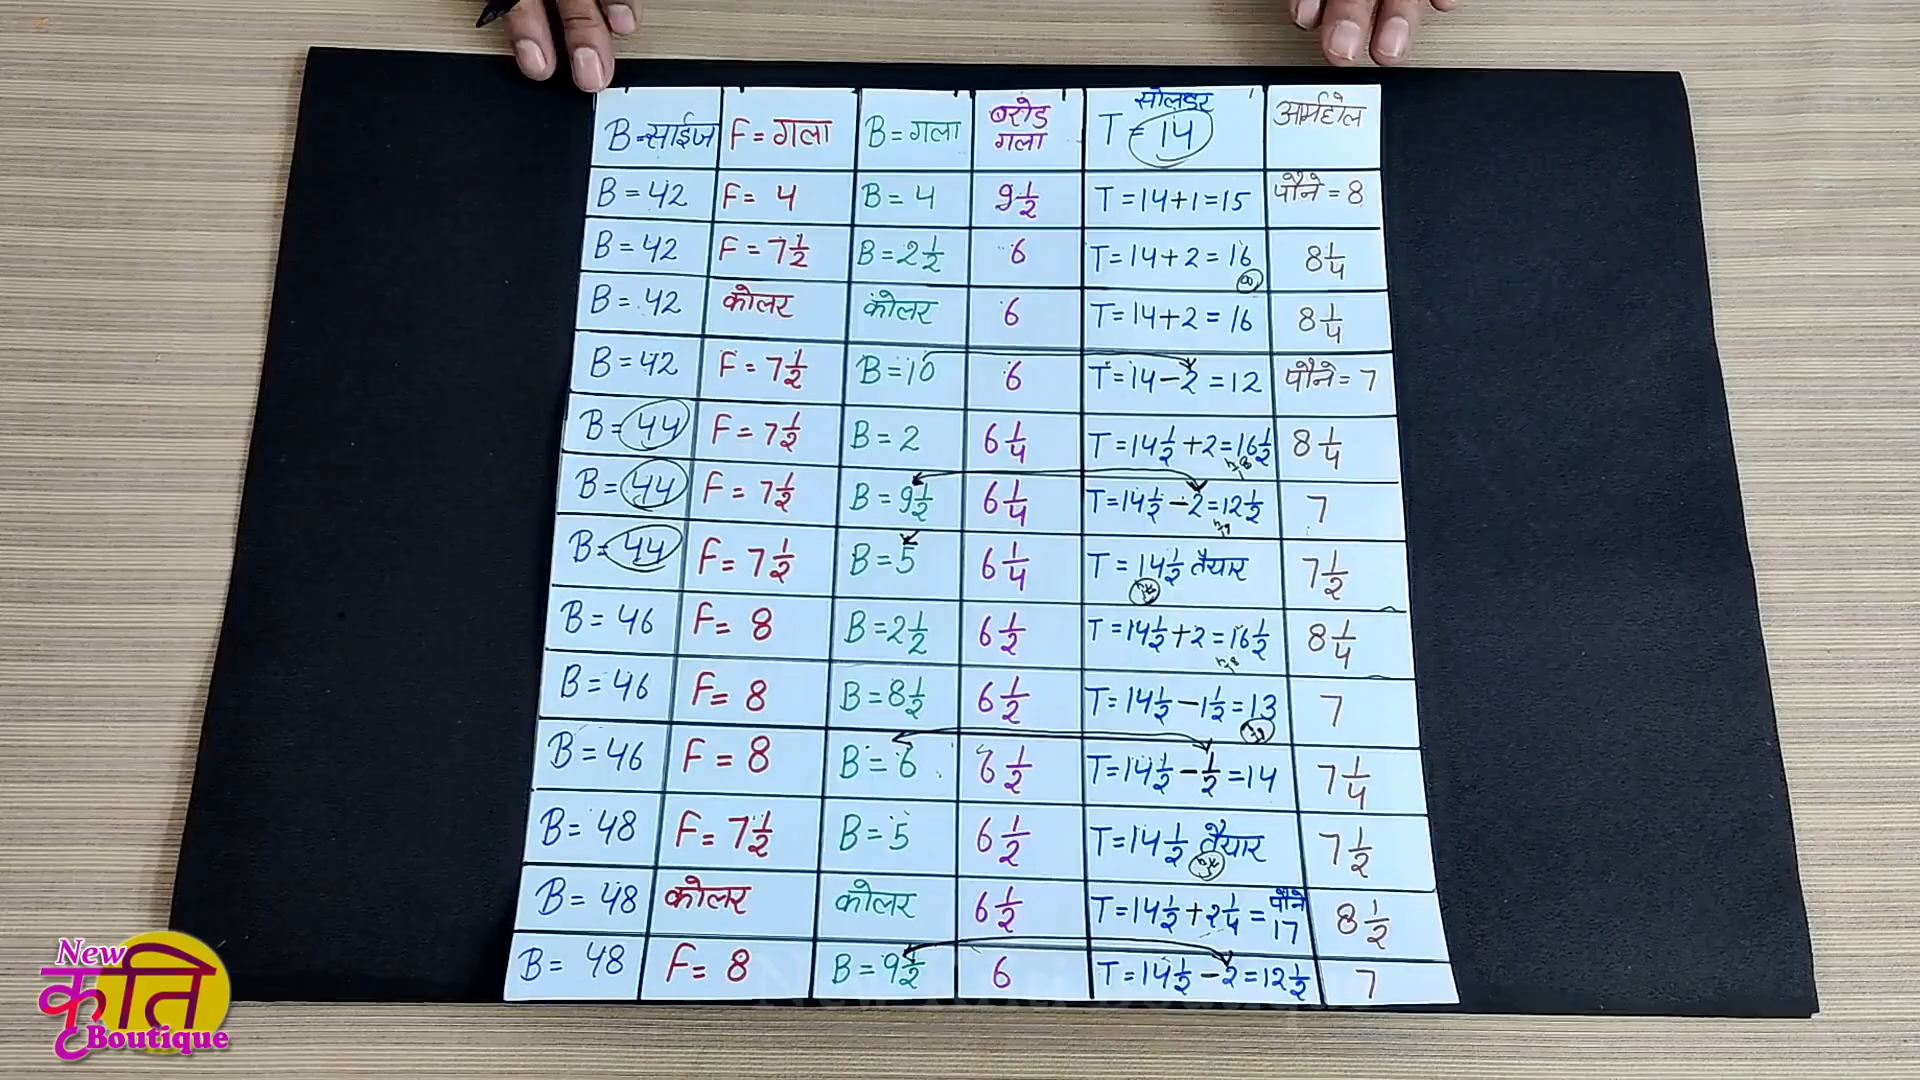 B=साईज F=गला B=गला बरोड गला सोलडर T=14 आर्महोल
B=42 F=4 B=4 9½ T=14+1=15 पौने=8
B=42 F=7½ B=2½ 6 T=14+2=16 8¼
B=42 कोलर कोलर 6 T=14+2=16 8¼
B=42 F=7½ B=10 6 T=14-2=12 पौने=7
B=44 F=7½ B=2 6¼ T=14½+2=16½ 8¼
B=44 F=7½ B=9½ 6¼ T=14½-2=12½ 7
B=44 F=7½ B=5 6¼ T=14½ तैयार 7½
B=46 F=8 B=2½ 6½ T=14½+2=16½ 8¼
B=46 F=8 B=8½ 6½ T=14½-1½=13 7
B=46 F=8 B=6 6½ T=14½-½=14 7¼
B=48 F=7½ B=5 6½ T=14½ तैयार 7½
B=48 कोलर कोलर 6½ T=14½+2¼=पौने 17 8½
B=48 F=8 B=9½ 6 T=14½-2=12½ 7
New
कृति
Boutique